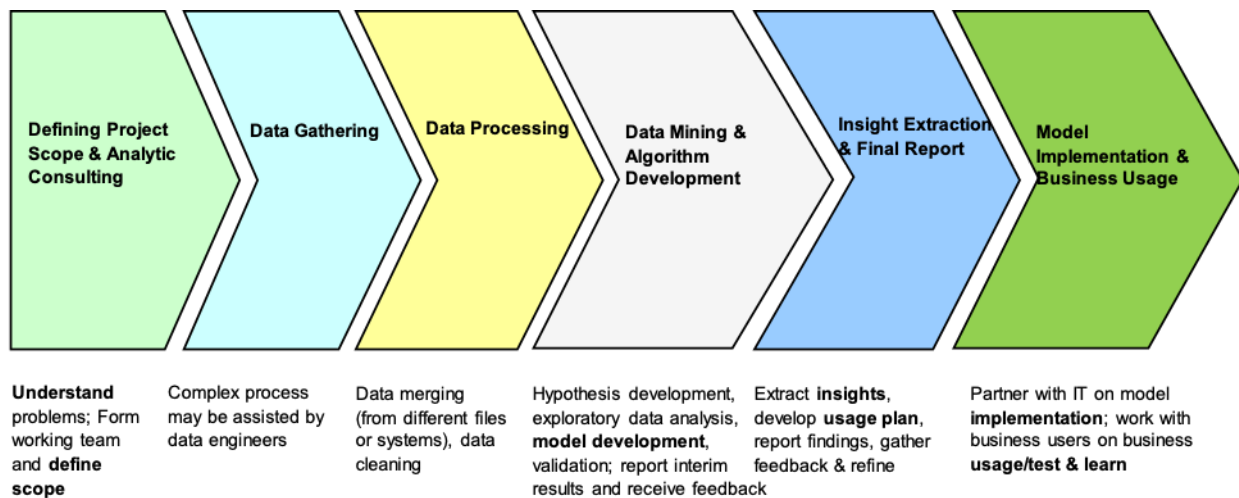 Defining Project
Scope & Analytic
Consulting
Data Gathering
Data Processing
Data Mining &
Algorithm
Development
Insight Extraction
& Final Report
Model
Implementation &
Business Usage
Understand
problems; Form
working team
and define
scope
Complex process
may be assisted by
data engineers
Data merging
(from different files
or systems), data
cleaning
Hypothesis development,
exploratory data analysis,
model development,
validation; report interim
results and receive feedback
Extract insights,
develop usage plan,
report findings, gather
feedback & refine
Partner with IT on model
implementation; work with
business users on business
usage/test & learn